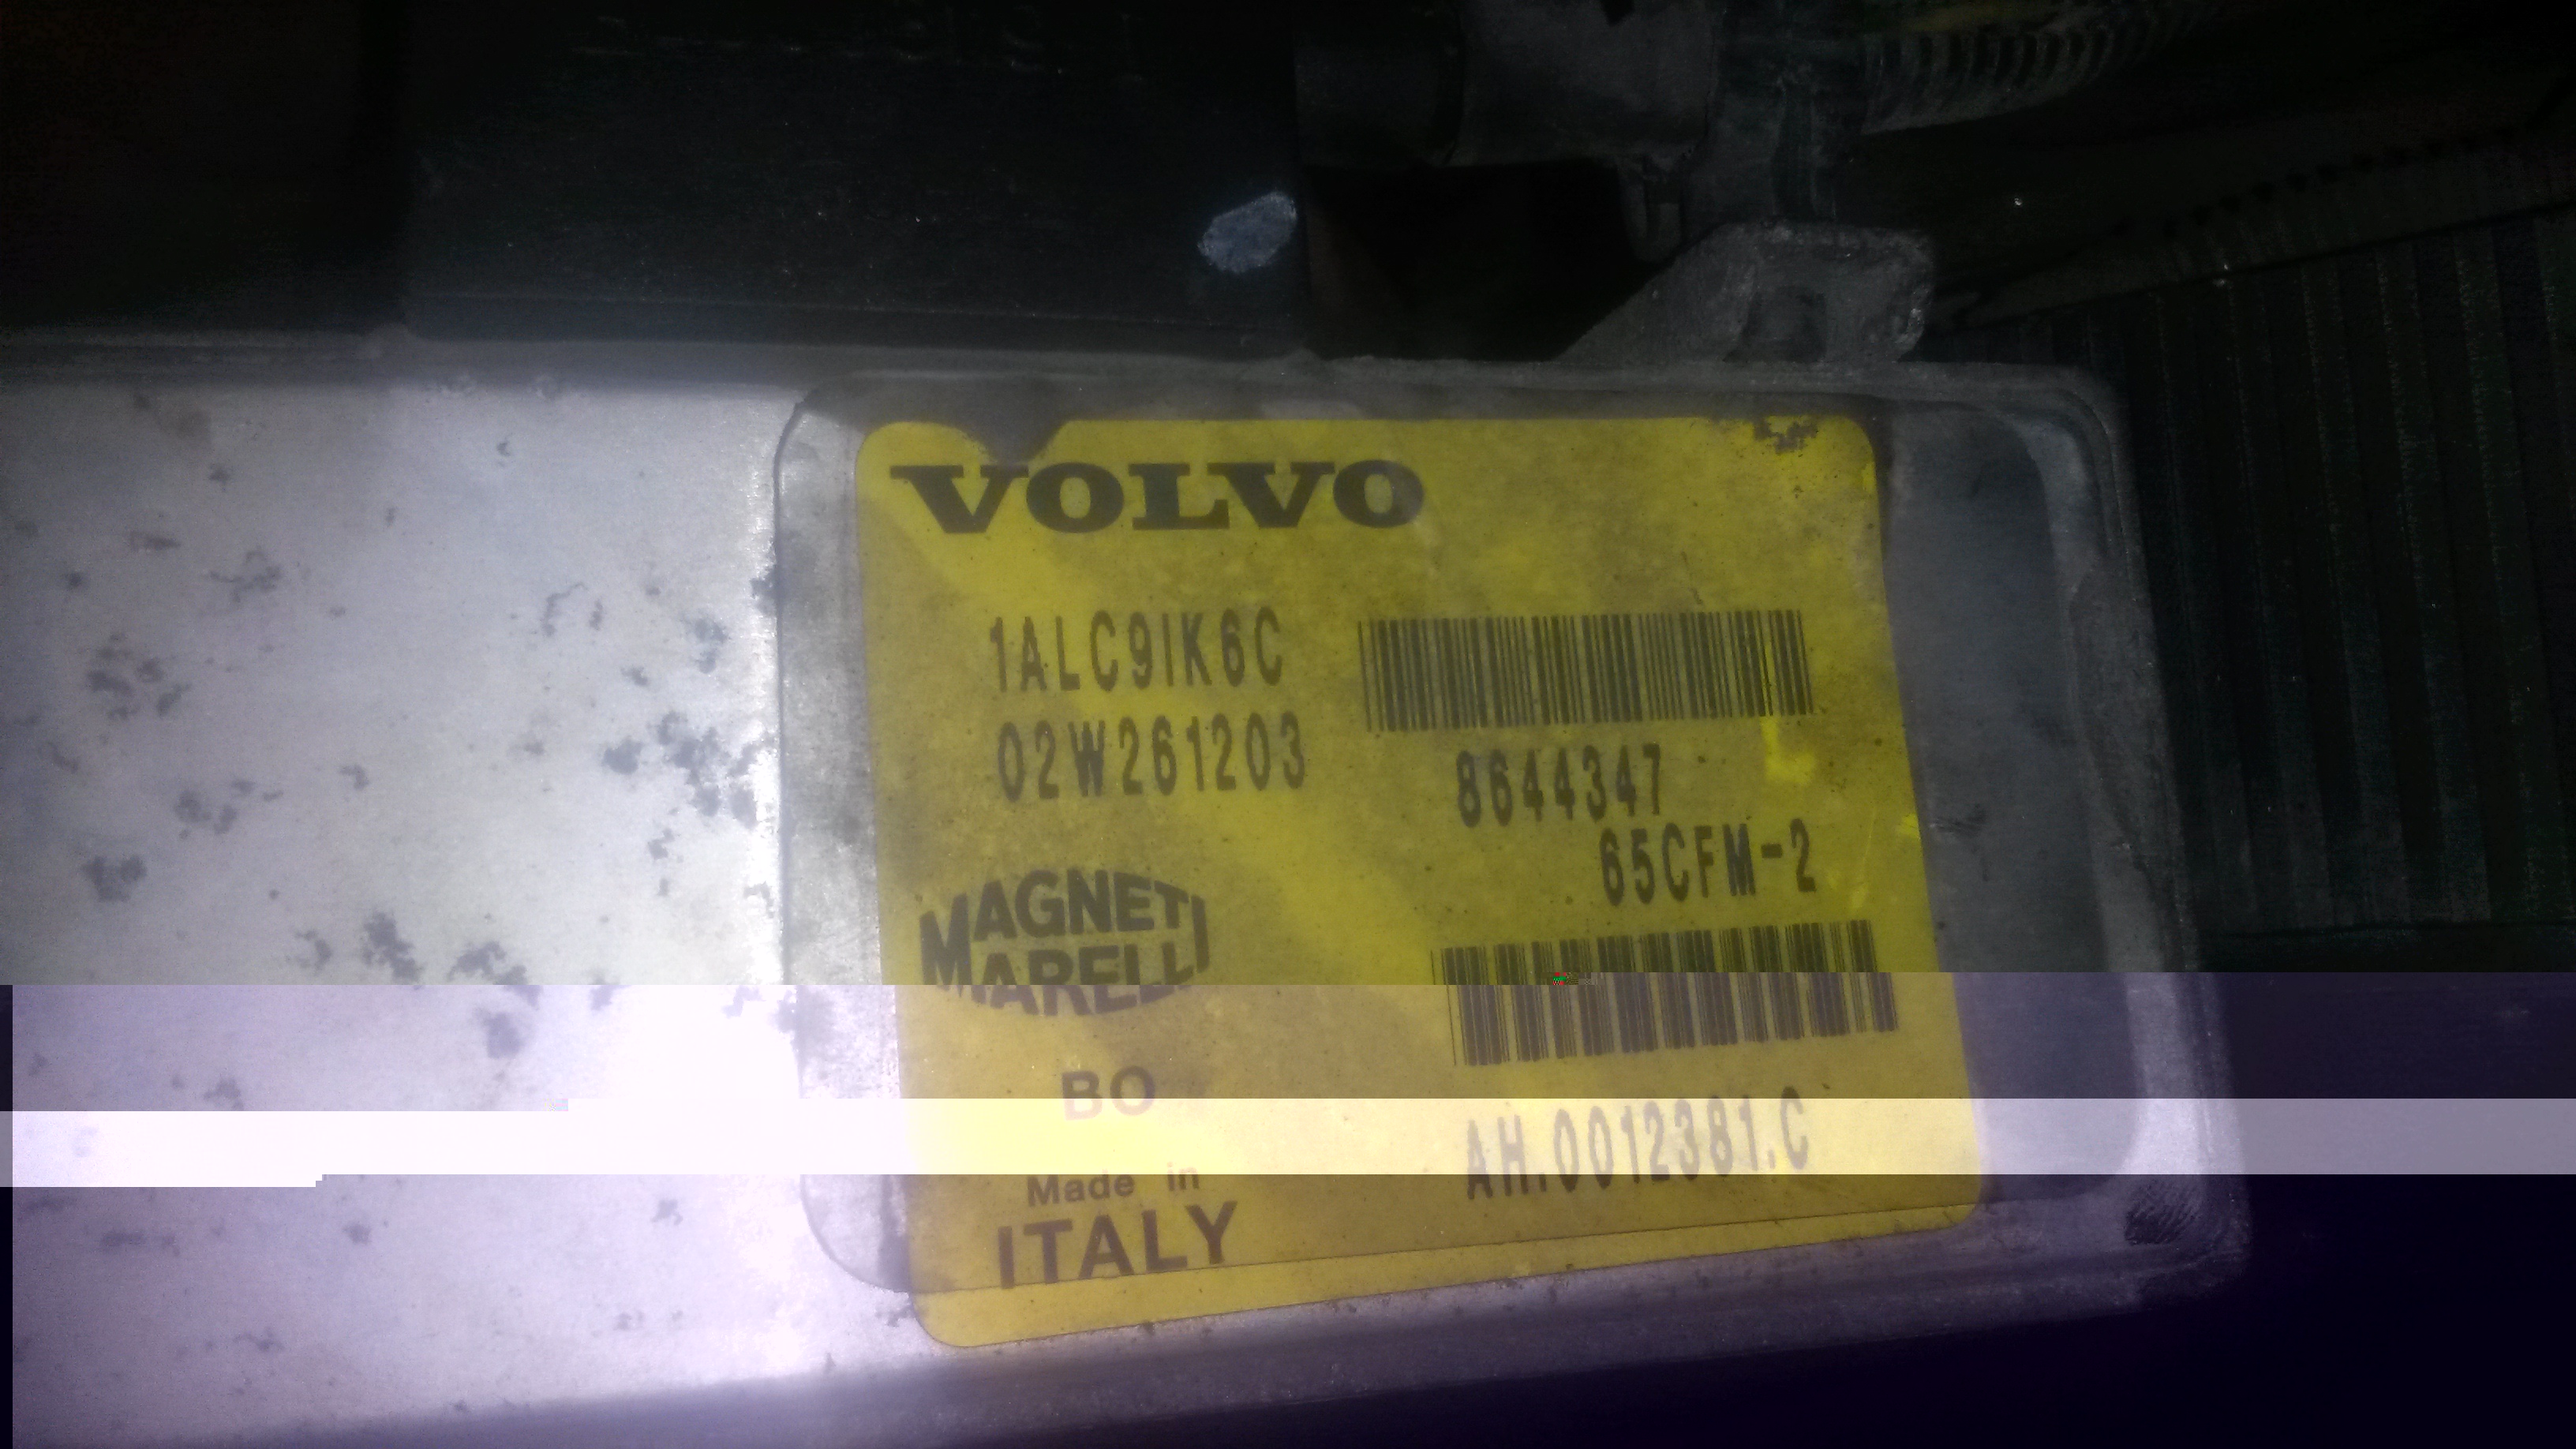 VOLVO
1ALC9IK6C
02W261203
8644347
65CFM-2
MAGNETI
MARELLI
BO
AH.0012381.C
Made in
ITALY